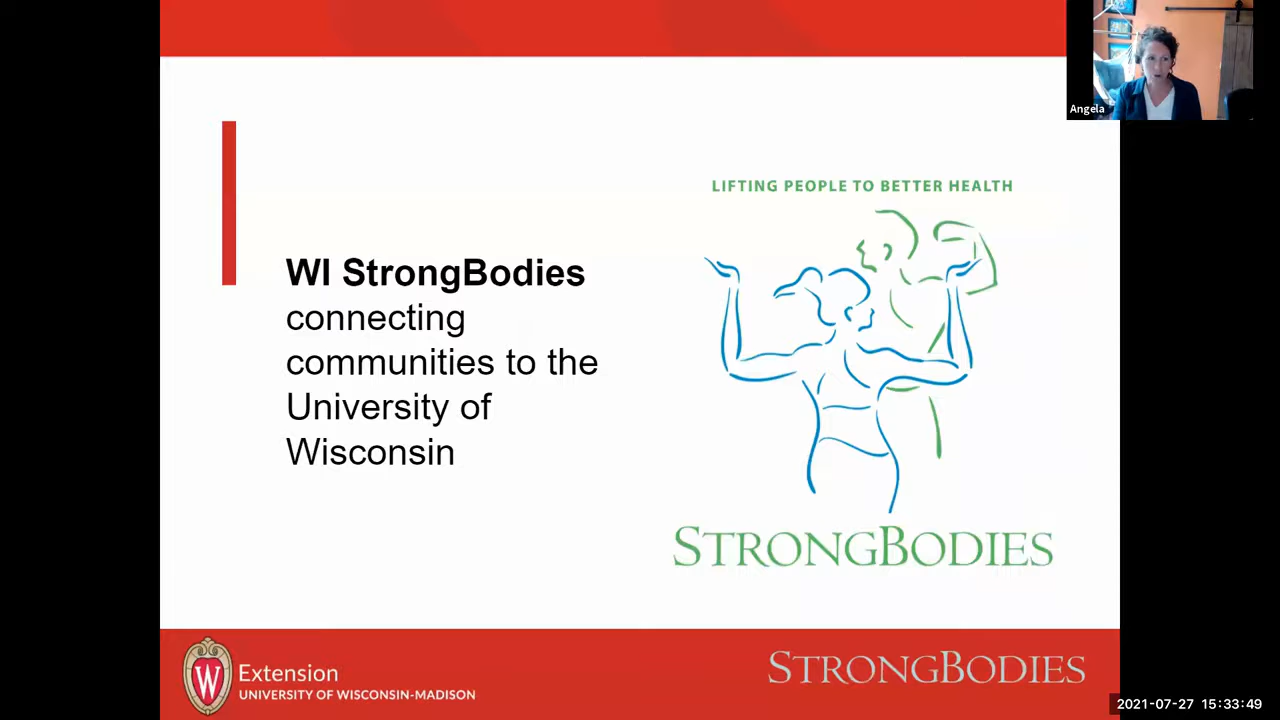 Angela
LIFTING PEOPLE TO BETTER HEALTH
WI StrongBodies
connecting
communities to the
University of
Wisconsin
STRONGBODIES
W
Extension
UNIVERSITY OF WISCONSIN-MADISON
STRONGBODIES
2021-07-27 15:33:49